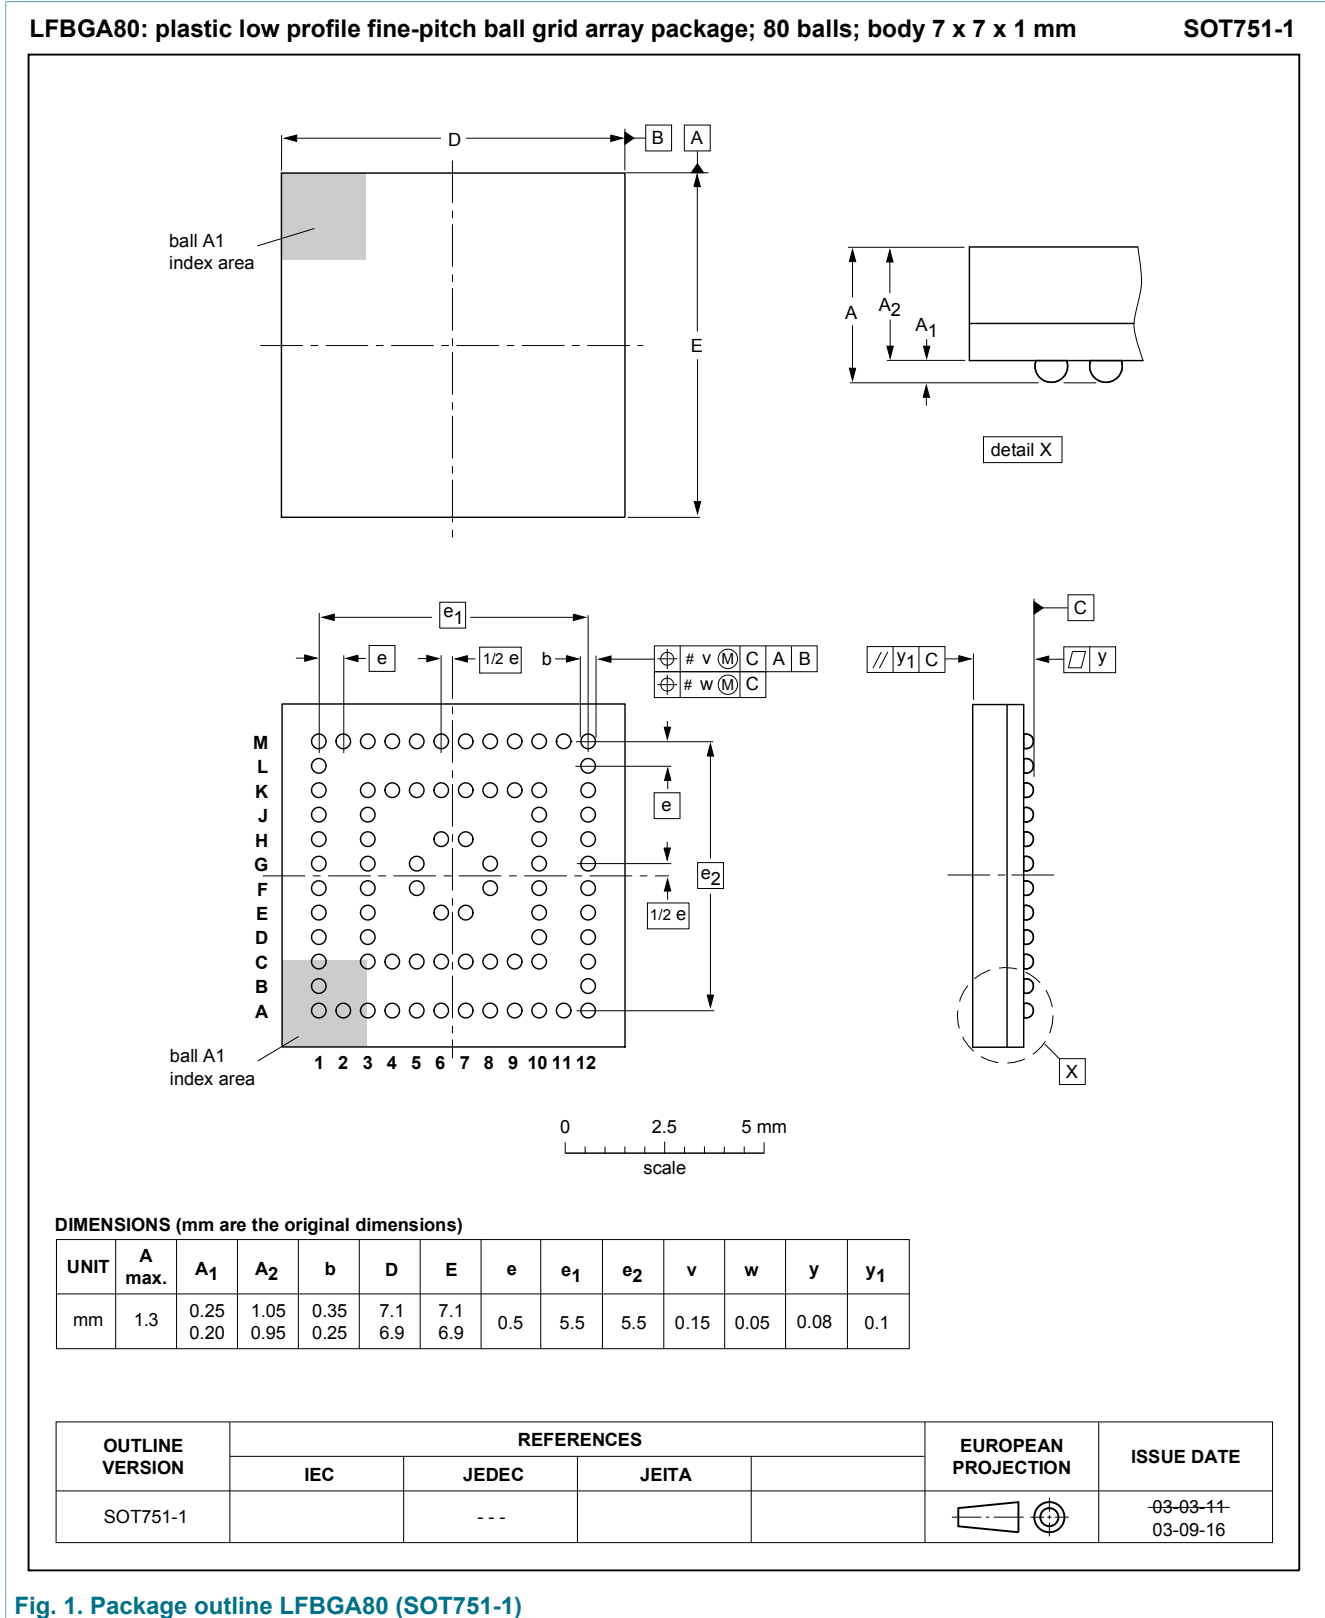 LFBGA80: plastic low profile fine-pitch ball grid array package; 80 balls; body 7 x 7 x 1 mm SOT751-1
D
B A
ball A1
index area
E
A
A2
A1
detail X
e1
e
1/2 e
b
# v M C A B
# w M C
C
// y1 C
y
M
L
K
J
H
G
F
E
D
C
B
A
e
e2
1/2 e
ball A1
index area
1 2 3 4 5 6 7 8 9 10 11 12
X
0 2.5 5 mm
scale
DIMENSIONS (mm are the original dimensions)
UNIT A max. A1 A2 b D E e e1 e2 v w y y1
mm 1.3 0.25 0.20 1.05 0.95 0.35 0.25 7.1 6.9 7.1 6.9 0.5 5.5 5.5 0.15 0.05 0.08 0.1
OUTLINE VERSION REFERENCES EUROPEAN PROJECTION ISSUE DATE
IEC JEDEC JEITA
SOT751-1 - - - 03-03-11
03-09-16
Fig. 1. Package outline LFBGA80 (SOT751-1)